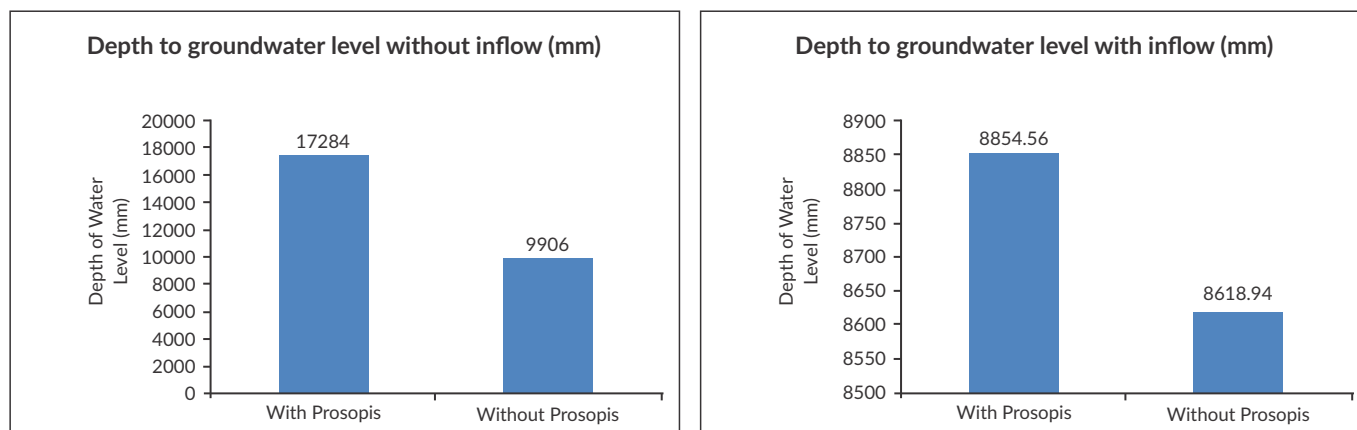 Depth to groundwater level without inflow (mm)
Depth of Water
Level (mm)
20000
18000
16000
14000
12000
10000
8000
6000
4000
2000
0
17284
9906
With Prosopis
Without Prosopis
Depth to groundwater level with inflow (mm)
Depth of Water
Level (mm)
8900
8850
8800
8750
8700
8650
8600
8550
8500
8854.56
8618.94
With Prosopis
Without Prosopis